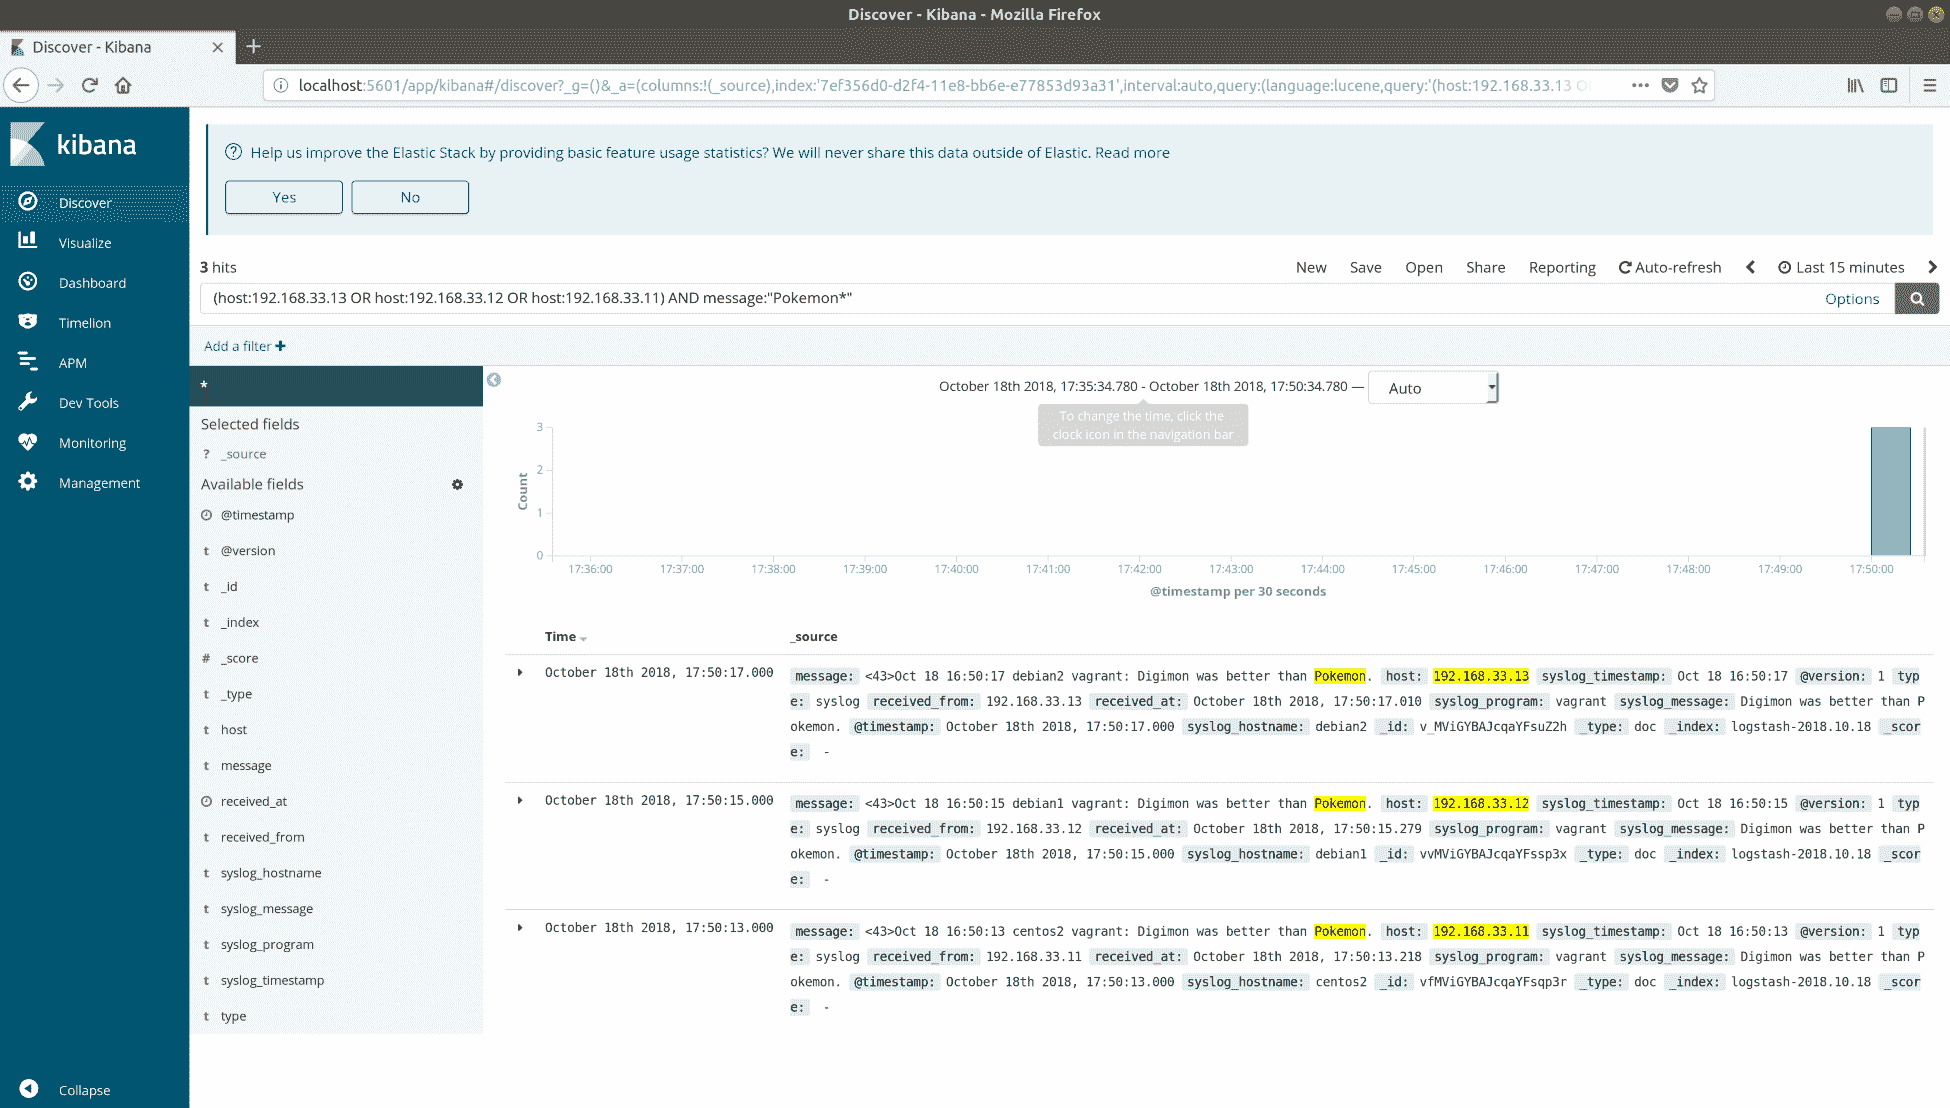 Discover - Kibana - Mozilla Firefox
Discover - Kibana
localhost:5601/app/kibana#/discover?_g=()&_a=(columns:!(_source),index:'7ef356d0-d2f4-11e8-bb6e-e77853d93a31',interval:auto,query:(language:lucene,query:'(host:192.168.33.13 O
kibana
Discover
Visualize
Dashboard
Timelion
APM
Dev Tools
Monitoring
Management
Collapse
Help us improve the Elastic Stack by providing basic feature usage statistics? We will never share this data outside of Elastic. Read more
Yes No
3 hits
New Save Open Share Reporting Auto-refresh Last 15 minutes
(host:192.168.33.13 OR host:192.168.33.12 OR host:192.168.33.11) AND message:"Pokemon*"
Options
Add a filter +
*
Selected fields
? _source
Available fields
@timestamp
t @version
t _id
t _index
# _score
t _type
t host
t message
received_at
t received_from
t syslog_hostname
t syslog_message
t syslog_program
t syslog_timestamp
t type
October 18th 2018, 17:35:34.780 - October 18th 2018, 17:50:34.780 — Auto
To change the time, click the
clock icon in the navigation bar
Count
3
2
1
0
17:36:00 17:37:00 17:38:00 17:39:00 17:40:00 17:41:00 17:42:00 17:43:00 17:44:00 17:45:00 17:46:00 17:47:00 17:48:00 17:49:00 17:50:00
@timestamp per 30 seconds
Time _source
October 18th 2018, 17:50:17.000 message: <43>Oct 18 16:50:17 debian2 vagrant: Digimon was better than Pokemon. host: 192.168.33.13 syslog_timestamp: Oct 18 16:50:17 @version: 1 typ
e: syslog received_from: 192.168.33.13 received_at: October 18th 2018, 17:50:17.010 syslog_program: vagrant syslog_message: Digimon was better than P
okemon. @timestamp: October 18th 2018, 17:50:17.000 syslog_hostname: debian2 _id: v_MViGYBAJcqaYFsuZ2h _type: doc _index: logstash-2018.10.18 _scor
e: -
October 18th 2018, 17:50:15.000 message: <43>Oct 18 16:50:15 debian1 vagrant: Digimon was better than Pokemon. host: 192.168.33.12 syslog_timestamp: Oct 18 16:50:15 @version: 1 typ
e: syslog received_from: 192.168.33.12 received_at: October 18th 2018, 17:50:15.279 syslog_program: vagrant syslog_message: Digimon was better than P
okemon. @timestamp: October 18th 2018, 17:50:15.000 syslog_hostname: debian1 _id: vvMViGYBAJcqaYFssp3x _type: doc _index: logstash-2018.10.18 _scor
e: -
October 18th 2018, 17:50:13.000 message: <43>Oct 18 16:50:13 centos2 vagrant: Digimon was better than Pokemon. host: 192.168.33.11 syslog_timestamp: Oct 18 16:50:13 @version: 1 typ
e: syslog received_from: 192.168.33.11 received_at: October 18th 2018, 17:50:13.218 syslog_program: vagrant syslog_message: Digimon was better than P
okemon. @timestamp: October 18th 2018, 17:50:13.000 syslog_hostname: centos2 _id: vfMViGYBAJcqaYFsqp3r _type: doc _index: logstash-2018.10.18 _scor
e: -